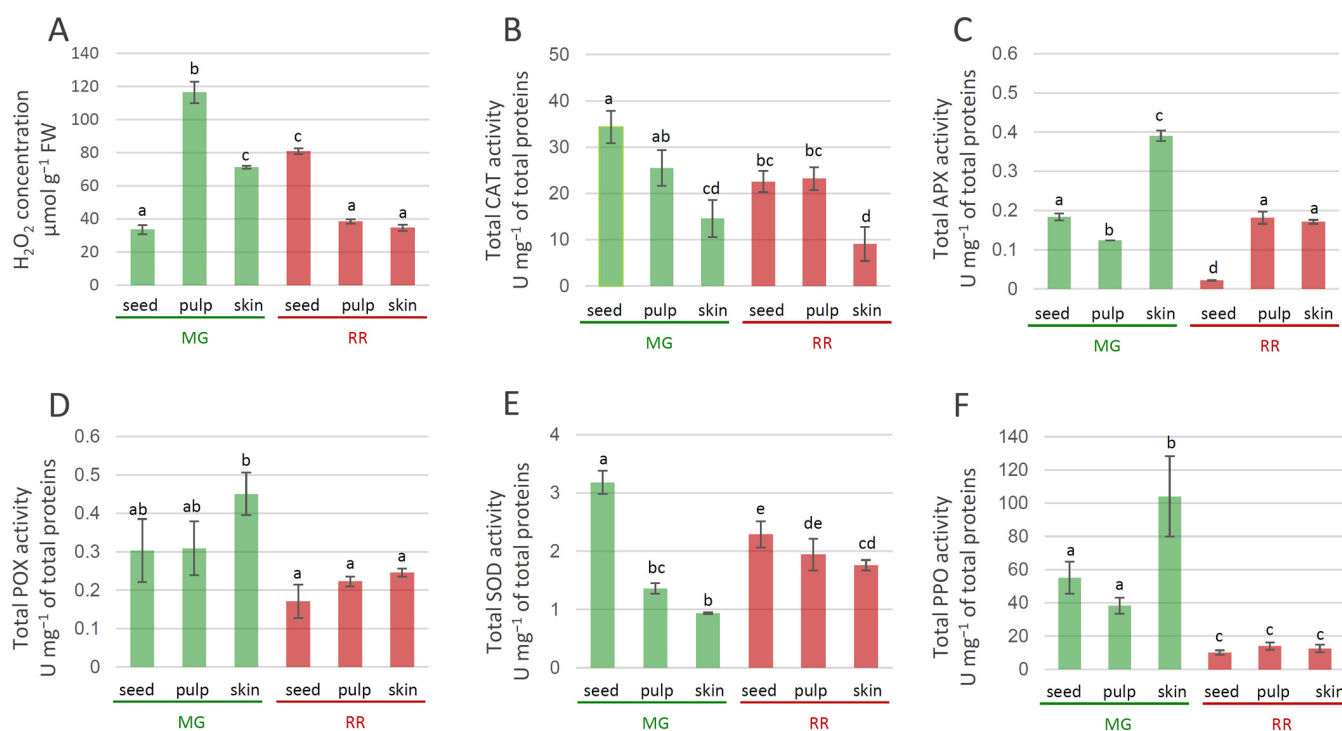 A
H₂O₂ concentration
µmol g⁻¹ FW
140
120
100
80
60
40
20
0
a
b
c
c
a
a
seed pulp skin seed pulp skin
MG RR
B
Total CAT activity
U mg⁻¹ of total proteins
50
40
30
20
10
0
a
ab
cd
bc
bc
d
seed pulp skin seed pulp skin
MG RR
C
Total APX activity
U mg⁻¹ of total proteins
0.6
0.5
0.4
0.3
0.2
0.1
0
a
b
c
d
a
a
seed pulp skin seed pulp skin
MG RR
D
Total POX activity
U mg⁻¹ of total proteins
0.6
0.5
0.4
0.3
0.2
0.1
0
ab
ab
b
a
a
a
seed pulp skin seed pulp skin
MG RR
E
Total SOD activity
U mg⁻¹ of total proteins
4
3
2
1
0
a
bc
b
e
de
cd
seed pulp skin seed pulp skin
MG RR
F
Total PPO activity
U mg⁻¹ of total proteins
140
120
100
80
60
40
20
0
a
a
b
c
c
c
seed pulp skin seed pulp skin
MG RR